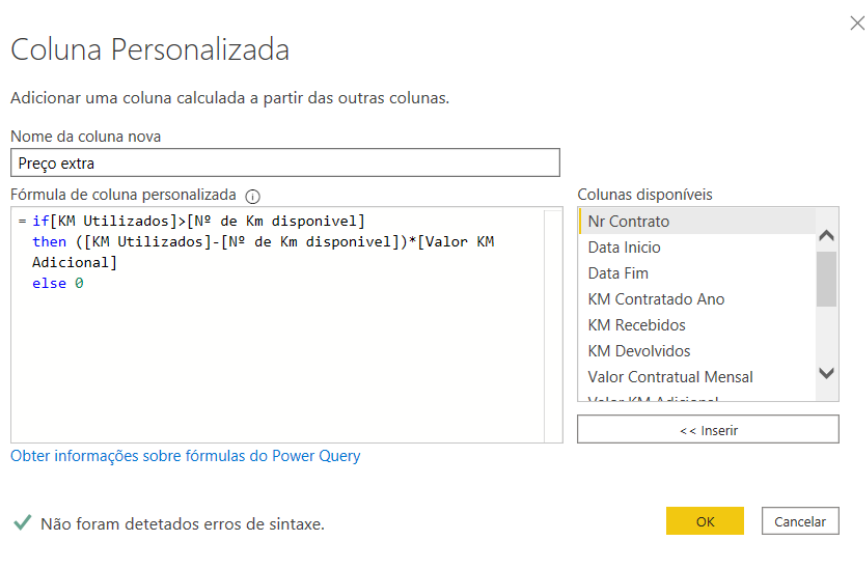 Coluna Personalizada
Adicionar uma coluna calculada a partir das outras colunas.
Nome da coluna nova
Preço extra
Fórmula de coluna personalizada
= if[KM Utilizados]>[Nº de Km disponivel]
then ([KM Utilizados]-[Nº de Km disponivel])*[Valor KM
Adicional]
else 0
Colunas disponíveis
Nr Contrato
Data Inicio
Data Fim
KM Contratado Ano
KM Recebidos
KM Devolvidos
Valor Contratual Mensal
Valor KM Adicional
<< Inserir
Obter informações sobre fórmulas do Power Query
Não foram detetados erros de sintaxe.
OK
Cancelar